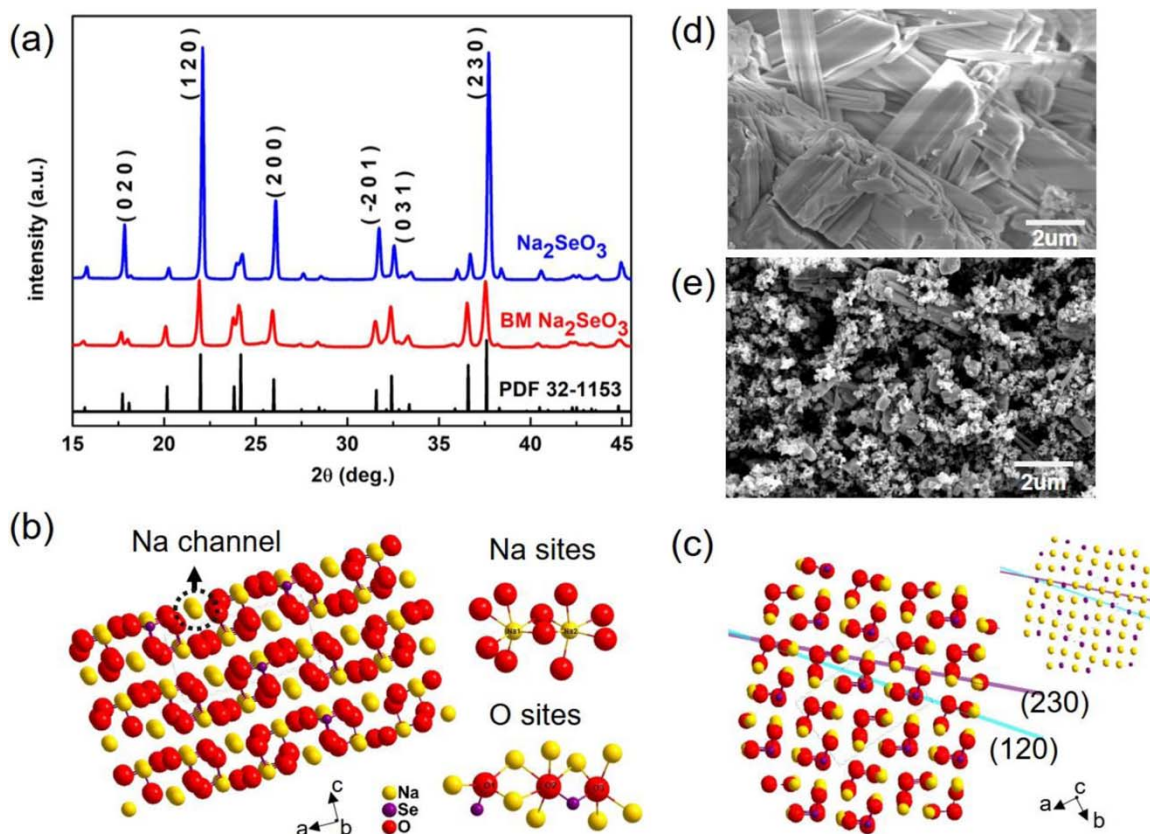 (a)
intensity (a.u.)
(0 2 0)
(1 2 0)
(2 0 0)
(-2 0 1)
(0 3 1)
(2 3 0)
Na₂SeO₃
BM Na₂SeO₃
PDF 32-1153
15 20 25 30 35 40 45
2θ (deg.)
(d)
2um
(e)
2um
(b)
Na channel
Na sites
Na1 Na2
O sites
c
a
b
Na
Se
O
(c)
(230)
(120)
c
a
b